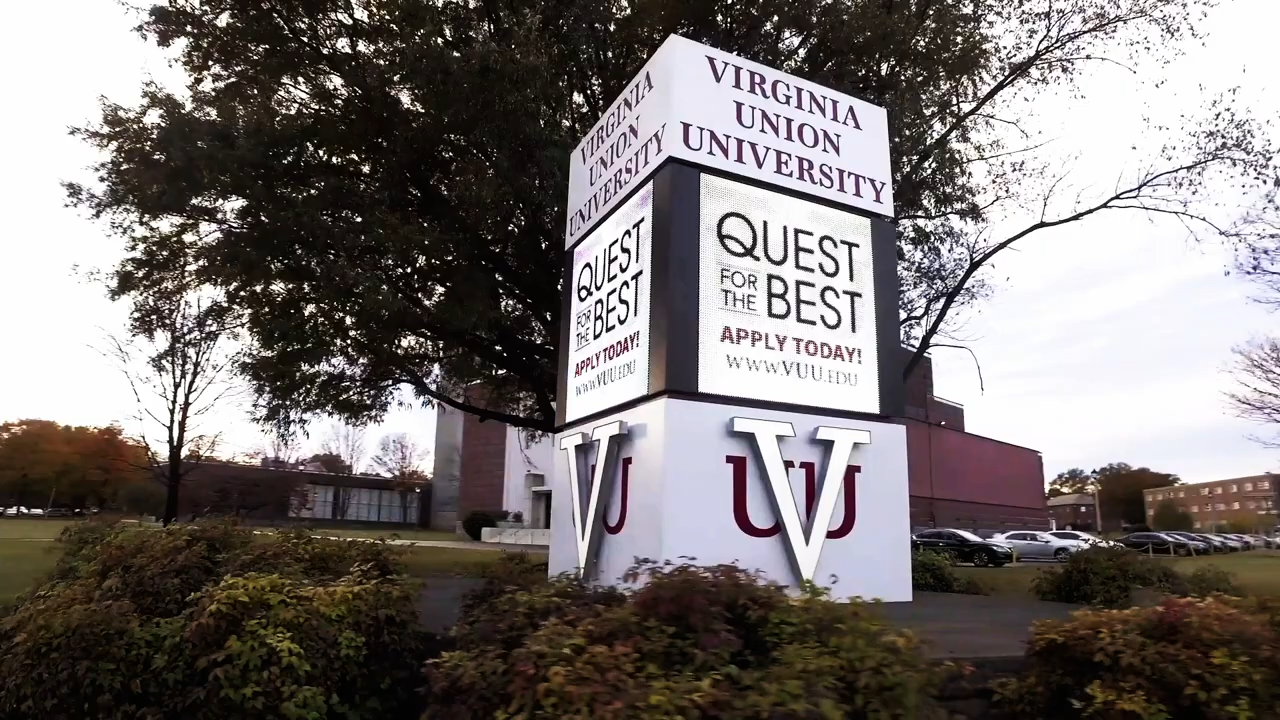 VIRGINIA
UNION
UNIVERSITY
VIRGINIA
UNION
UNIVERSITY
QUEST
FOR THE BEST
APPLY TODAY!
WWW.VUU.EDU
QUEST
FOR THE BEST
APPLY TODAY!
WWW.VUU.EDU
VU
VUU